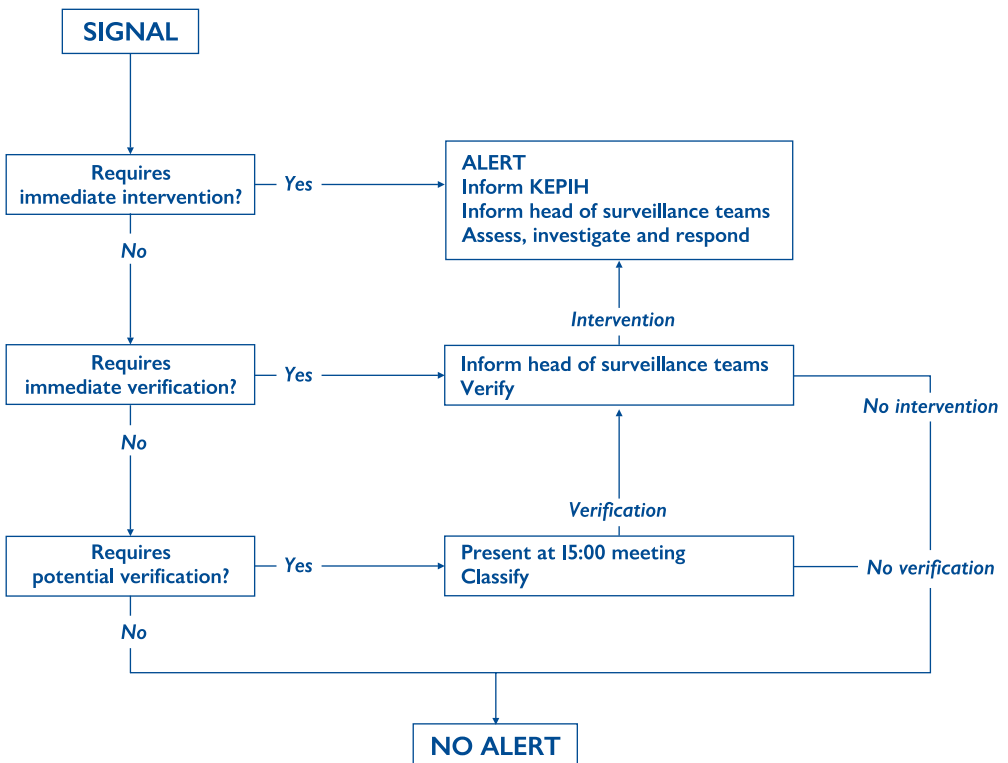 SIGNAL
Requires
immediate intervention?
Yes
ALERT
Inform KEPIH
Inform head of surveillance teams
Assess, investigate and respond
No
Intervention
Requires
immediate verification?
Yes
Inform head of surveillance teams
Verify
No intervention
No
Verification
Requires
potential verification?
Yes
Present at 15:00 meeting
Classify
No verification
No
NO ALERT